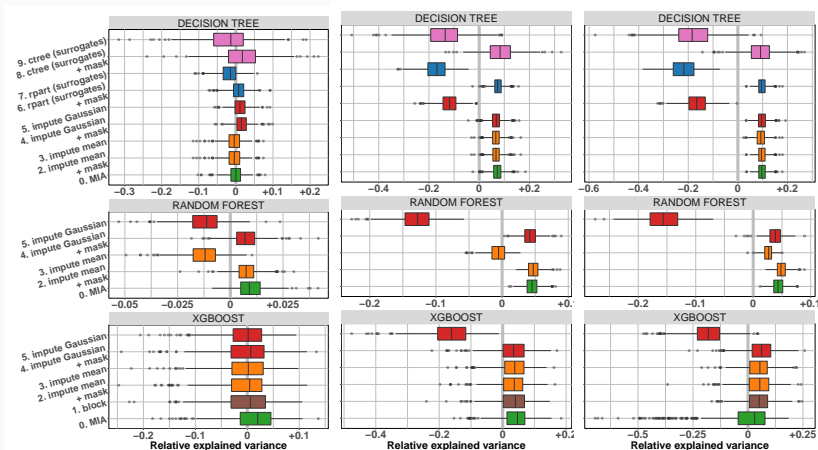 DECISION TREE
9. ctree (surrogates)
8. ctree (surrogates)
+ mask
7. rpart (surrogates)
6. rpart (surrogates)
+ mask
5. impute Gaussian
4. impute Gaussian
+ mask
3. impute mean
2. impute mean
+ mask
0. MIA
−0.3 −0.2 −0.1 0 +0.1 +0.2
RANDOM FOREST
5. impute Gaussian
4. impute Gaussian
+ mask
3. impute mean
2. impute mean
+ mask
0. MIA
−0.05 −0.025 0 +0.025
XGBOOST
5. impute Gaussian
4. impute Gaussian
+ mask
3. impute mean
2. impute mean
+ mask
1. block
0. MIA
−0.2 −0.1 0 +0.1
Relative explained variance
DECISION TREE
−0.4 −0.2 0 +0.2
RANDOM FOREST
−0.2 −0.1 0 +0.
XGBOOST
−0.4 −0.2 0 +0.2
Relative explained variance
DECISION TREE
−0.6 −0.4 −0.2 0 +0.2
RANDOM FOREST
−0.2 −0.1 0 +0.1
XGBOOST
−0.5 −0.25 0 +0.25
Relative explained variance